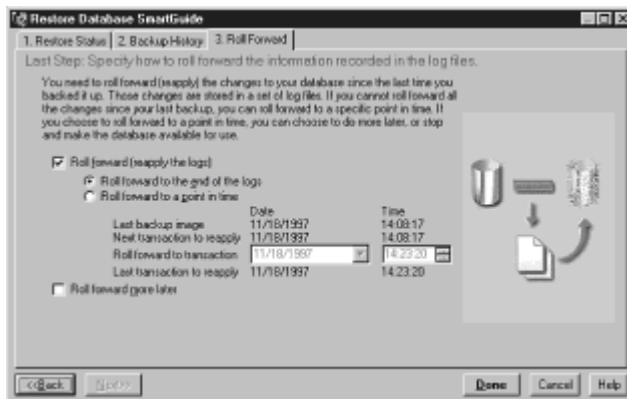 Restore Database SmartGuide
1. Restore Status 2. Backup History 3. Roll Forward
Last Step: Specify how to roll forward the information recorded in the log files.
You need to roll forward (reapply) the changes to your database since the last time you
backed it up. Those changes are stored in a set of log files. If you cannot roll forward all
the changes since your last backup, you can roll forward to a specific point in time. If
you choose to roll forward to a point in time, you can choose to do more later, or stop
and make the database available for use.
Roll forward (reapply the logs)
Roll forward to the end of the logs
Roll forward to a point in time
Date Time
Last backup image 11/18/1997 14:08:17
Next transaction to reapply 11/18/1997 14:08:17
Roll forward to transaction 11/18/1997 14:23:20
Last transaction to reapply 11/18/1997 14:23:20
Roll forward more later
<<Back Next>> Done Cancel Help